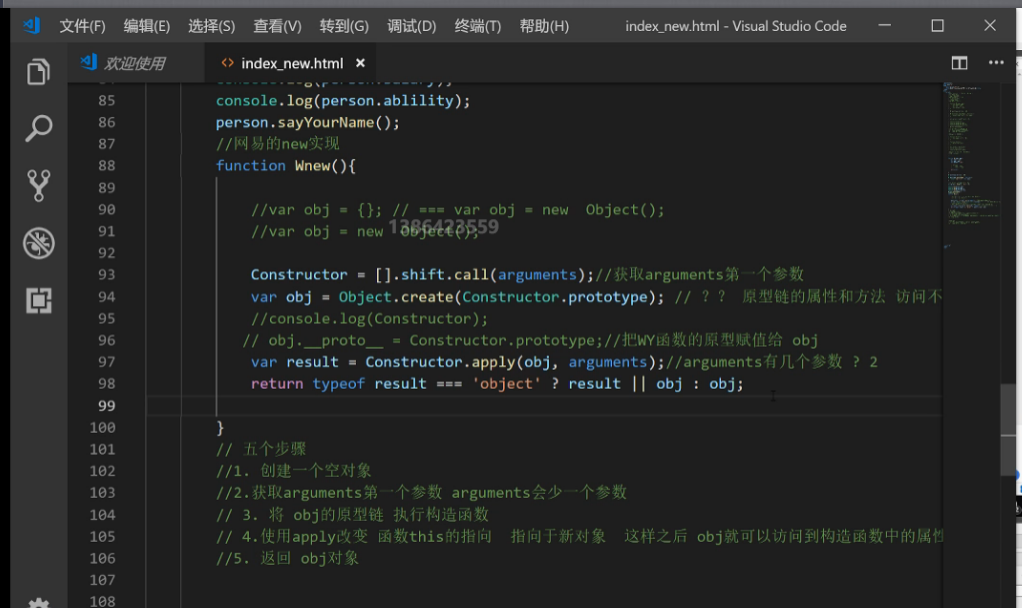 文件(F) 编辑(E) 选择(S) 查看(V) 转到(G) 调试(D) 终端(T) 帮助(H) index_new.html - Visual Studio Code
欢迎使用 index_new.html
85 console.log(person.ablility);
86 person.sayYourName();
87 //网易的new实现
88 function Wnew(){
89
90 //var obj = {}; // === var obj = new  Object();
91 //var obj = new  Object();
1386423559
92
93 Constructor = [].shift.call(arguments);//获取arguments第一个参数
94 var obj = Object.create(Constructor.prototype); // ？？ 原型链的属性和方法 访问不
95 //console.log(Constructor);
96 // obj.__proto__ = Constructor.prototype;//把WY函数的原型赋值给 obj
97 var result = Constructor.apply(obj, arguments);//arguments有几个参数 ? 2
98 return typeof result === 'object' ? result || obj : obj;
99
100 }
101 // 五个步骤
102 //1. 创建一个空对象
103 //2.获取arguments第一个参数 arguments会少一个参数
104 // 3. 将 obj的原型链 执行构造函数
105 // 4.使用apply改变 函数this的指向  指向于新对象  这样之后 obj就可以访问到构造函数中的属性
106 //5. 返回 obj对象
107
108